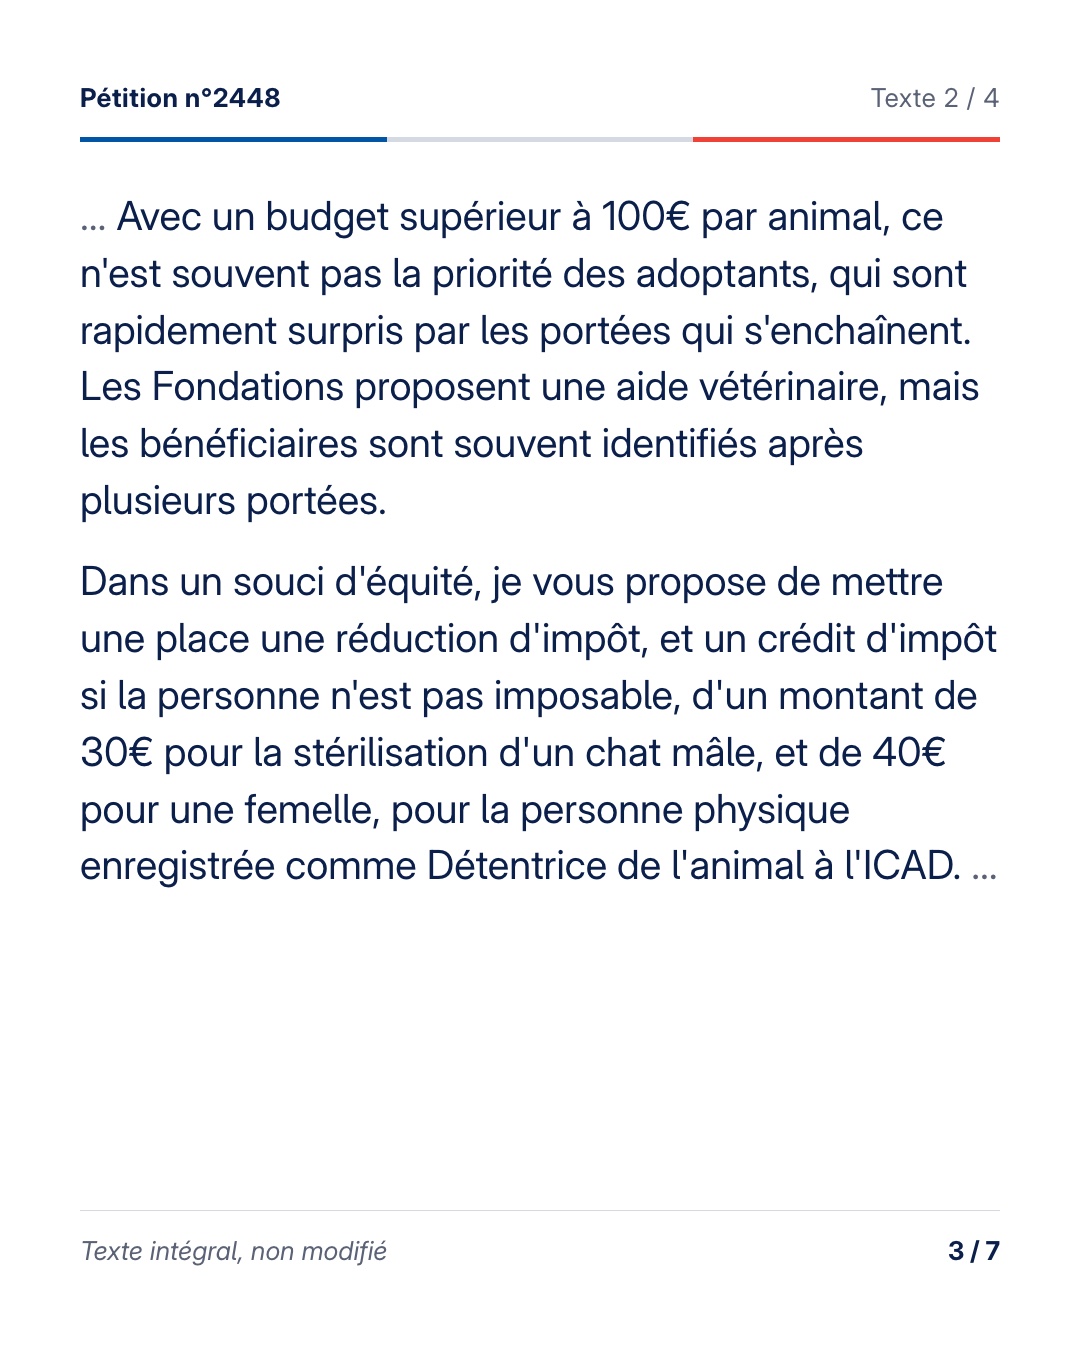 Pétition n°2448
Texte 2 / 4
... Avec un budget supérieur à 100€ par animal, ce
n'est souvent pas la priorité des adoptants, qui sont
rapidement surpris par les portées qui s'enchaînent.
Les Fondations proposent une aide vétérinaire, mais
les bénéficiaires sont souvent identifiés après
plusieurs portées.
Dans un souci d'équité, je vous propose de mettre
une place une réduction d'impôt, et un crédit d'impôt
si la personne n'est pas imposable, d'un montant de
30€ pour la stérilisation d'un chat mâle, et de 40€
pour une femelle, pour la personne physique
enregistrée comme Détentrice de l'animal à l'ICAD. ...
Texte intégral, non modifié
3 / 7